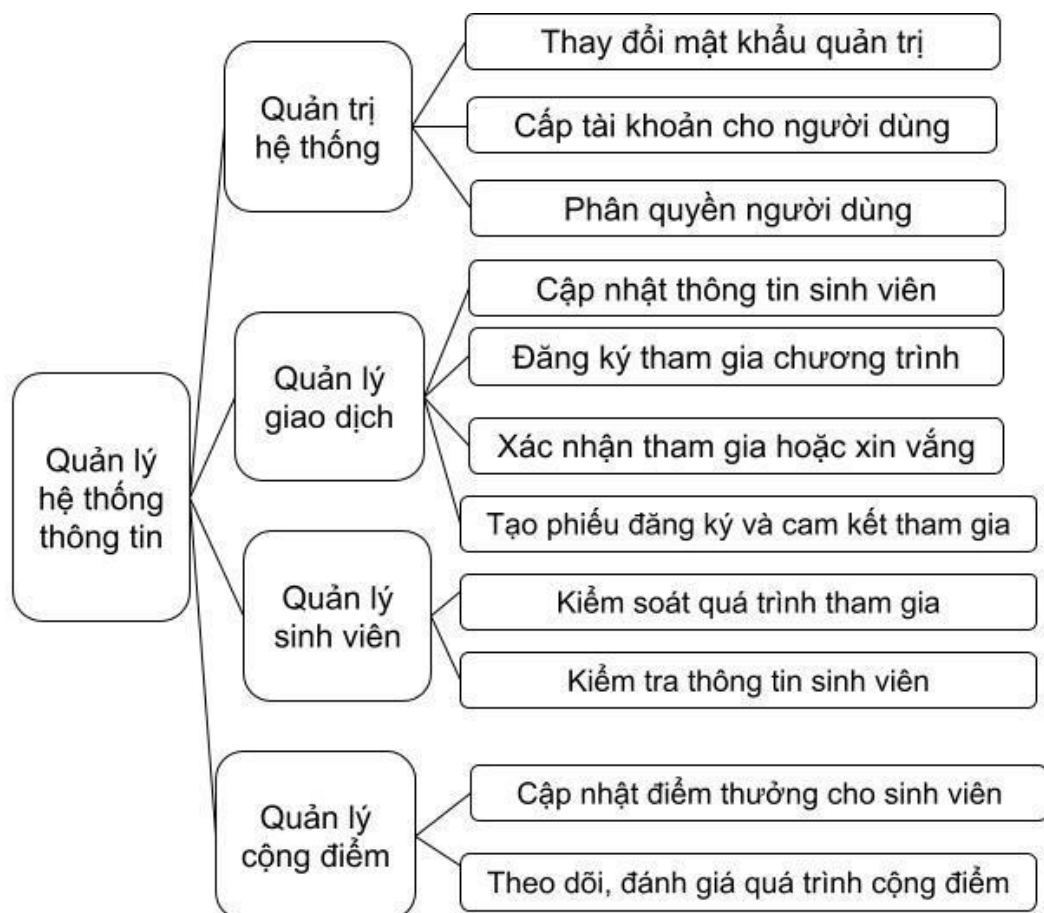 Quản lý
hệ thống
thông tin
Quản trị
hệ thống
Thay đổi mật khẩu quản trị
Cấp tài khoản cho người dùng
Phân quyền người dùng
Quản lý
giao dịch
Cập nhật thông tin sinh viên
Đăng ký tham gia chương trình
Xác nhận tham gia hoặc xin vắng
Tạo phiếu đăng ký và cam kết tham gia
Quản lý
sinh viên
Kiểm soát quá trình tham gia
Kiểm tra thông tin sinh viên
Quản lý
cộng điểm
Cập nhật điểm thưởng cho sinh viên
Theo dõi, đánh giá quá trình cộng điểm